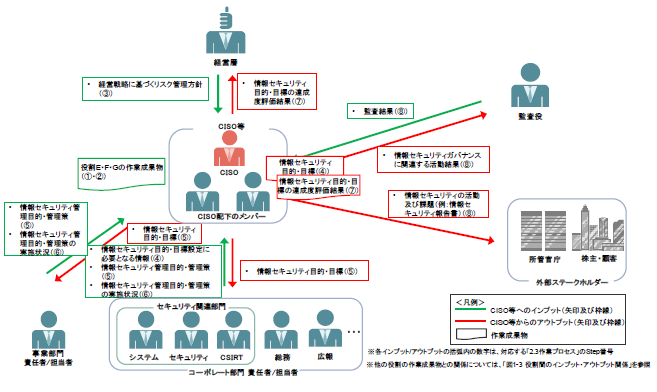 経営層
・ 経営戦略に基づくリスク管理方針
（③）
・ 情報セキュリティ
目的・目標の達成
度評価結果（⑦）
監査役
・ 監査結果（⑧）
・ 情報セキュリティガバナンス
に関連する活動結果（⑧）
CISO等
CISO
CISO配下のメンバー
役割E・F・Gの作業成果物
（①・②）
情報セキュリティ
目的・目標（④）
情報セキュリティ目的・目
標の達成度評価結果（⑦）
・ 情報セキュリティの活動
及び課題（例：情報セ
キュリティ報告書）（⑧）
所管官庁
株主・顧客
外部ステークホルダー
・ 情報セキュリティ管
理目的・管理策
（⑤）
・ 情報セキュリティ管
理目的・管理策の
実施状況（⑥）
・ 情報セキュリティ
目的・目標（⑤）
・ 情報セキュリティ目的・目標設定に
必要となる情報（④）
・ 情報セキュリティ管理目的・管理策
（⑤）
・ 情報セキュリティ管理目的・管理策
の実施状況（⑥）
・ 情報セキュリティ目的・目標（⑤）
＜凡例＞
CISO等へのインプット（矢印及び枠線）
CISO等からのアウトプット（矢印及び枠線）
作業成果物
セキュリティ関連部門
システム
セキュリティ
CSIRT
総務
広報
…
事業部門
責任者/担当者
コーポレート部門 責任者/担当者
※各インプット/アウトプットの括弧内の数字は、対応する「2.3作業プロセス」のStep番号
※他の役割の作業成果物との関係については、「図1-3 役割間のインプット・アウトプット関係」を参照